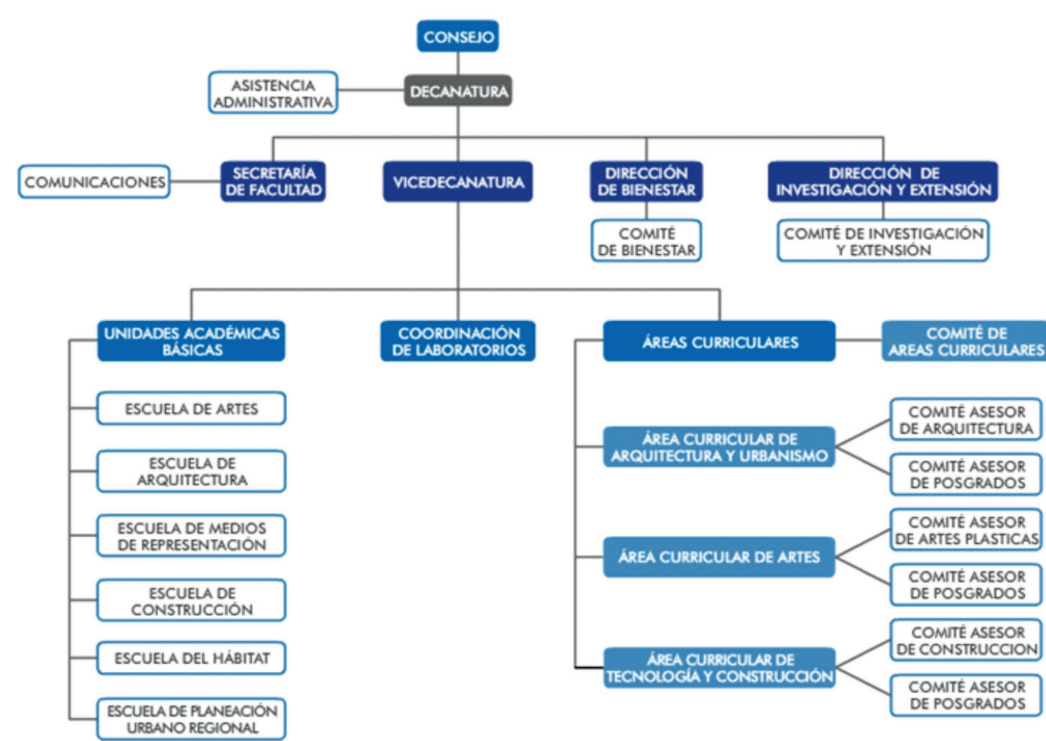 CONSEJO
ASISTENCIA
ADMINISTRATIVA
DECANATURA
COMUNICACIONES
SECRETARÍA
DE FACULTAD
VICEDECANATURA
DIRECCIÓN
DE BIENESTAR
DIRECCIÓN DE
INVESTIGACIÓN Y EXTENSIÓN
COMITÉ
DE BIENESTAR
COMITÉ DE INVESTIGACIÓN
Y EXTENSIÓN
UNIDADES ACADÉMICAS
BÁSICAS
COORDINACIÓN
DE LABORATORIOS
ÁREAS CURRICULARES
COMITÉ DE
AREAS CURRICULARES
ESCUELA DE ARTES
ESCUELA DE
ARQUITECTURA
ESCUELA DE MEDIOS
DE REPRESENTACIÓN
ESCUELA DE
CONSTRUCCIÓN
ESCUELA DEL HÁBITAT
ESCUELA DE PLANEACIÓN
URBANO REGIONAL
ÁREA CURRICULAR DE
ARQUITECTURA Y URBANISMO
COMITÉ ASESOR
DE ARQUITECTURA
COMITÉ ASESOR
DE POSGRADOS
ÁREA CURRICULAR DE ARTES
COMITÉ ASESOR
DE ARTES PLASTICAS
COMITÉ ASESOR
DE POSGRADOS
ÁREA CURRICULAR DE
TECNOLOGÍA Y CONSTRUCCIÓN
COMITÉ ASESOR
DE CONSTRUCCION
COMITÉ ASESOR
DE POSGRADOS